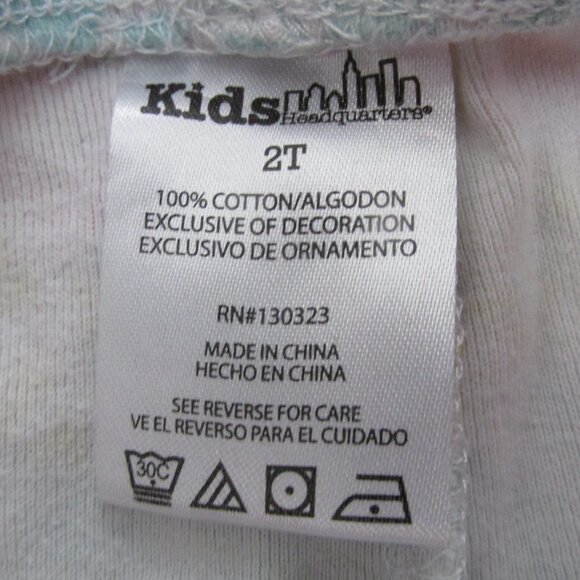 Kids
Headquarters®
2T
100% COTTON/ALGODON
EXCLUSIVE OF DECORATION
EXCLUSIVO DE ORNAMENTO
RN#130323
MADE IN CHINA
HECHO EN CHINA
SEE REVERSE FOR CARE
VE EL REVERSO PARA EL CUIDADO
30C